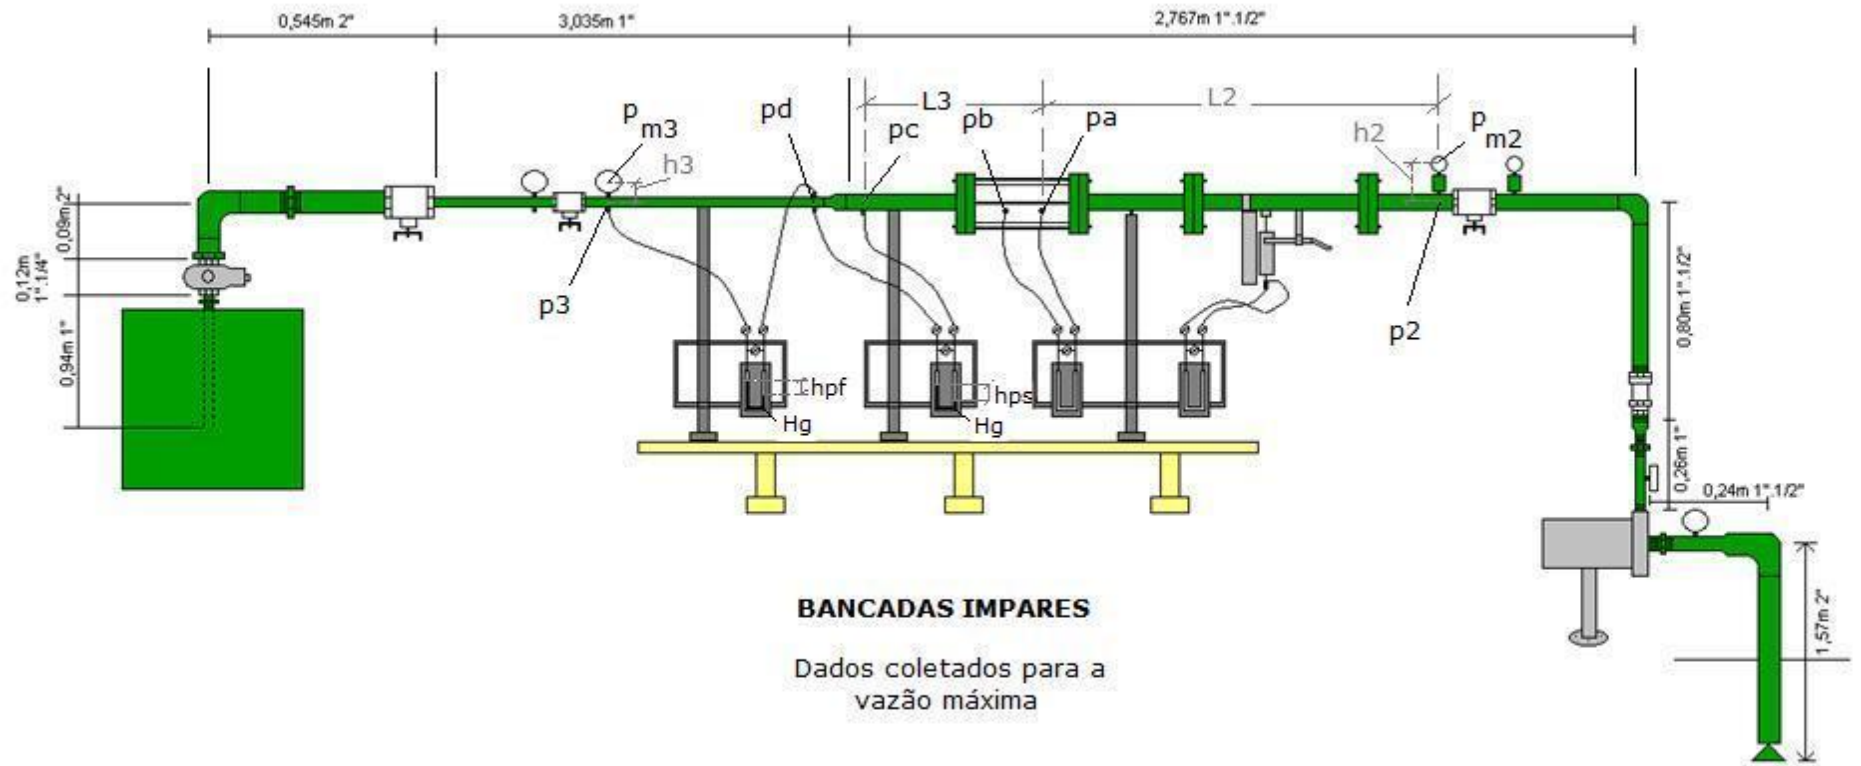 0,545m 2"
3,035m 1"
2,767m 1".1/2"
L3
L2
p
m3
h3
pd
pc
pb
pa
h2
p
m2
0,09m 2"
0,12m
1".1/4"
0,94m 1"
p3
p2
0,80m 1".1/2"
hpf
Hg
hps
Hg
0,26m 1"
0,24m 1".1/2"
1,57m 2"
BANCADAS IMPARES
Dados coletados para a
vazão máxima